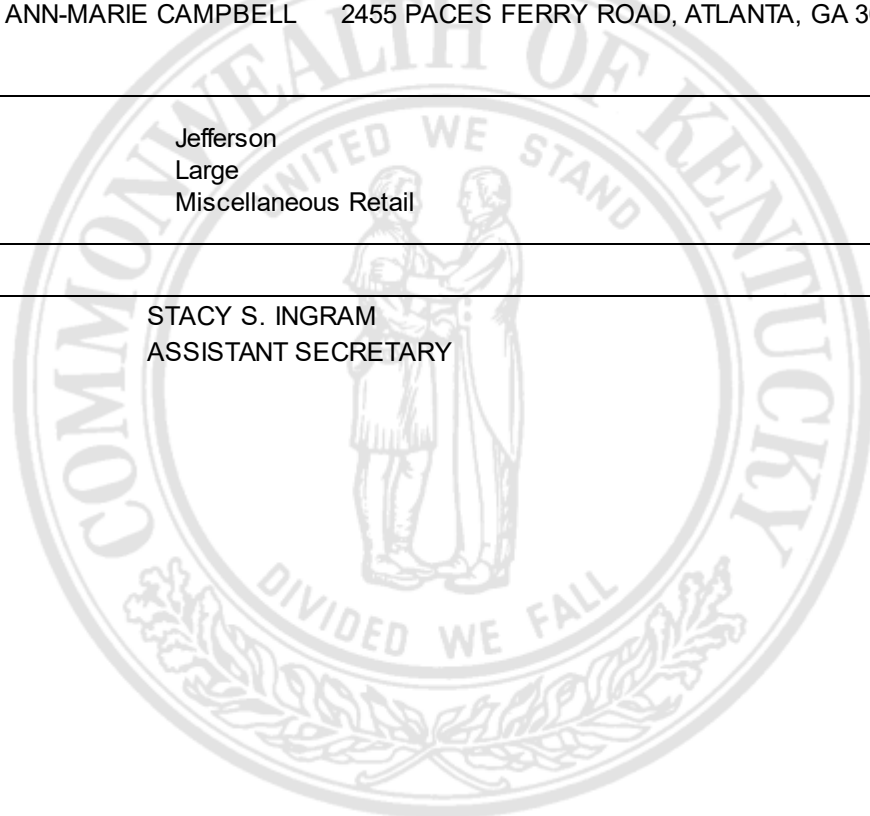 ANN-MARIE CAMPBELL 2455 PACES FERRY ROAD, ATLANTA, GA
COMMONWEALTH OF KENTUCKY
UNITED WE STAND
Jefferson
Large
Miscellaneous Retail
STACY S. INGRAM
ASSISTANT SECRETARY
DIVIDED WE FALL